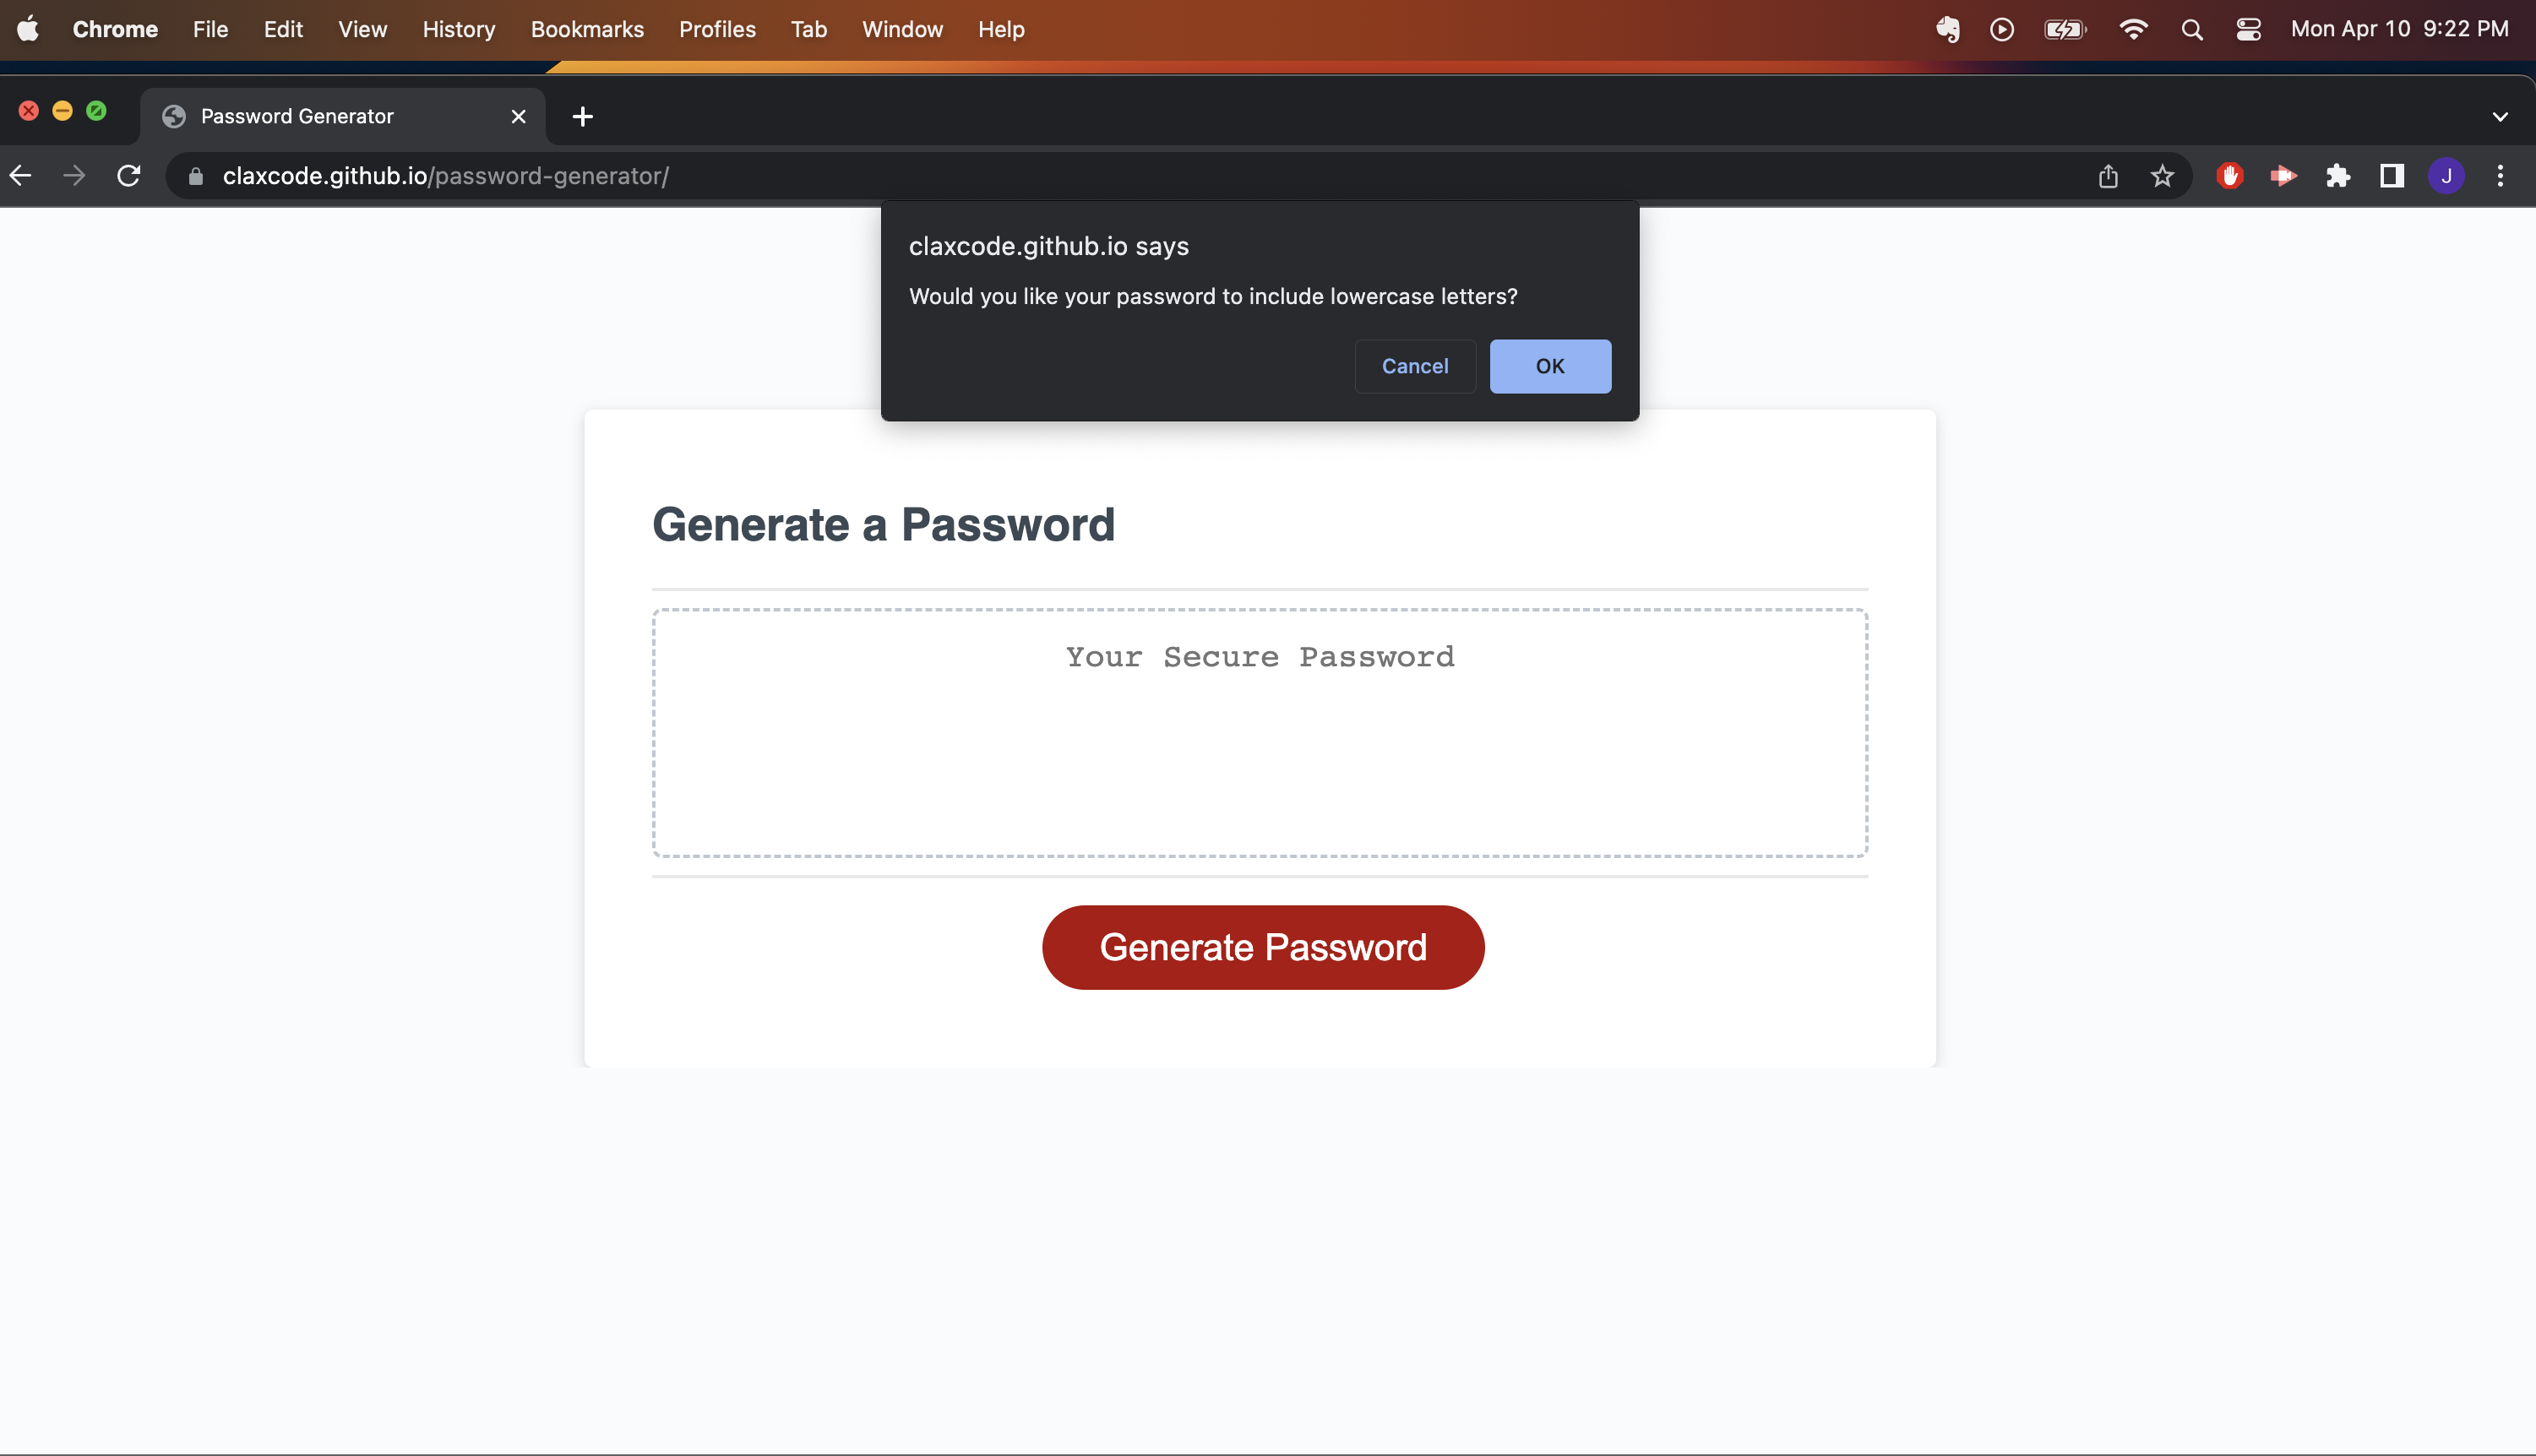 Chrome File Edit View History Bookmarks Profiles Tab Window Help Mon Apr 10 9:22 PM
Password Generator
claxcode.github.io/password-generator/ J
claxcode.github.io says
Would you like your password to include lowercase letters?
Cancel OK
Generate a Password
Your Secure Password
Generate Password